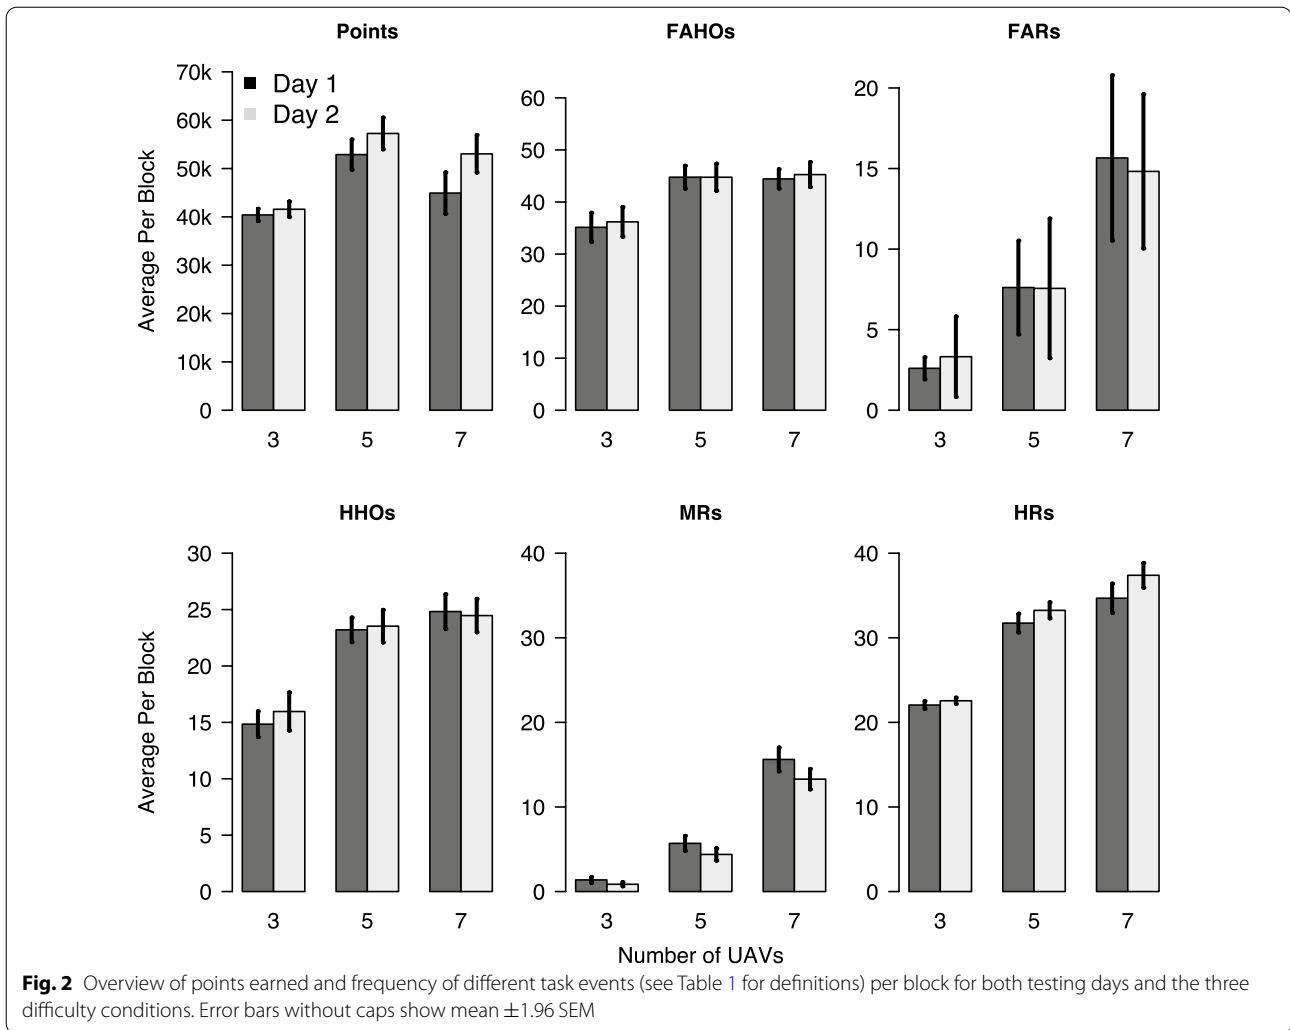 Points
FAHOs
FARs
Day 1
Day 2
Average Per Block
70k
60k
50k
40k
30k
20k
10k
0
3 5 7
60
50
40
30
20
10
0
3 5 7
20
15
10
5
0
3 5 7
HHOs
MRs
HRs
Average Per Block
30
25
20
15
10
5
0
3 5 7
40
30
20
10
0
3 5 7
40
30
20
10
0
3 5 7
Number of UAVs
Fig. 2 Overview of points earned and frequency of different task events (see Table 1 for definitions) per block for both testing days and the three
difficulty conditions. Error bars without caps show mean ±1.96 SEM